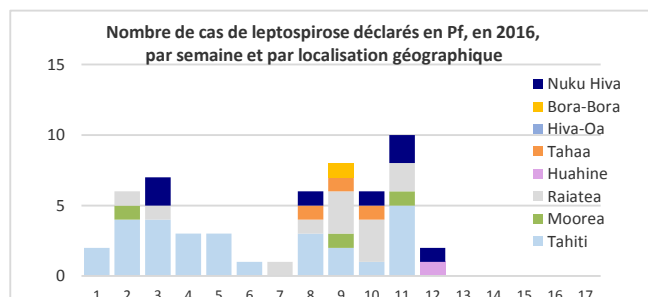 Nombre de cas de leptospirose déclarés en Pf, en 2016,
par semaine et par localisation géographique
15
10
5
0
Nuku Hiva
Bora-Bora
Hiva-Oa
Tahaa
Huahine
Raiatea
Moorea
Tahiti
1 2 3 4 5 6 7 8 9 10 11 12 13 14 15 16 17